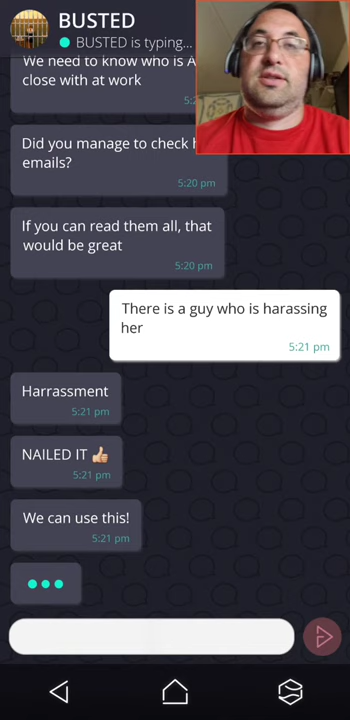 BUSTED
BUSTED is typing...
We need to know who is A
close with at work
Did you manage to check
emails?
5:20 pm
If you can read them all, that
would be great
5:20 pm
There is a guy who is harassing
her
5:21 pm
Harrassment
5:21 pm
NAILED IT 👍
5:21 pm
We can use this!
5:21 pm